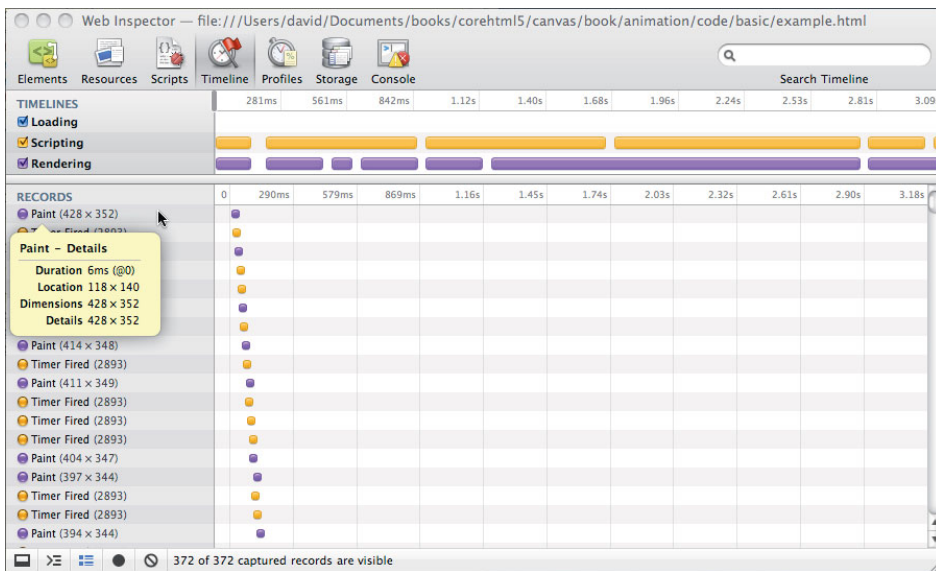 Web Inspector — file:///Users/david/Documents/books/corehtml5/canvas/book/animation/code/basic/example.html
Elements Resources Scripts Timeline Profiles Storage Console Search Timeline
TIMELINES 281ms 561ms 842ms 1.12s 1.40s 1.68s 1.96s 2.24s 2.53s 2.81s 3.09
Loading
Scripting
Rendering
RECORDS 0 290ms 579ms 869ms 1.16s 1.45s 1.74s 2.03s 2.32s 2.61s 2.90s 3.18s
Paint (428 × 352)
Timer Fired (2893)
Paint – Details
Duration 6ms (@0)
Location 118 × 140
Dimensions 428 × 352
Details 428 × 352
Paint (414 × 348)
Timer Fired (2893)
Paint (411 × 349)
Timer Fired (2893)
Timer Fired (2893)
Timer Fired (2893)
Paint (404 × 347)
Paint (397 × 344)
Timer Fired (2893)
Timer Fired (2893)
Paint (394 × 344)
372 of 372 captured records are visible